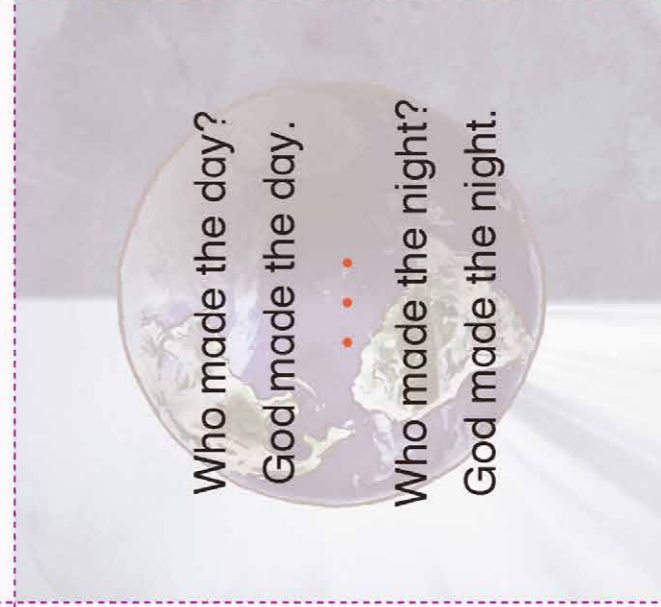 Who made the day?
God made the day.
• • •
Who made the night?
God made the night.